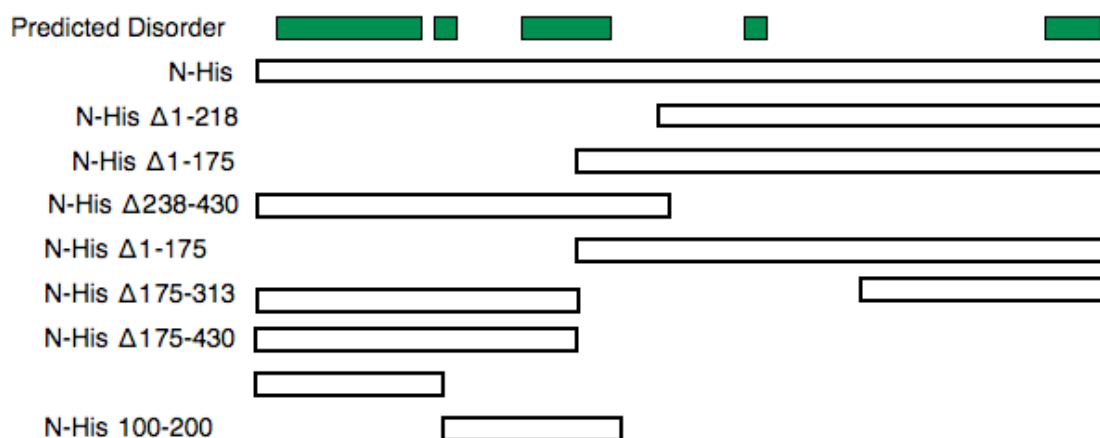 Predicted Disorder
N-His
N-His Δ1-218
N-His Δ1-175
N-His Δ238-430
N-His Δ1-175
N-His Δ175-313
N-His Δ175-430
N-His 100-200